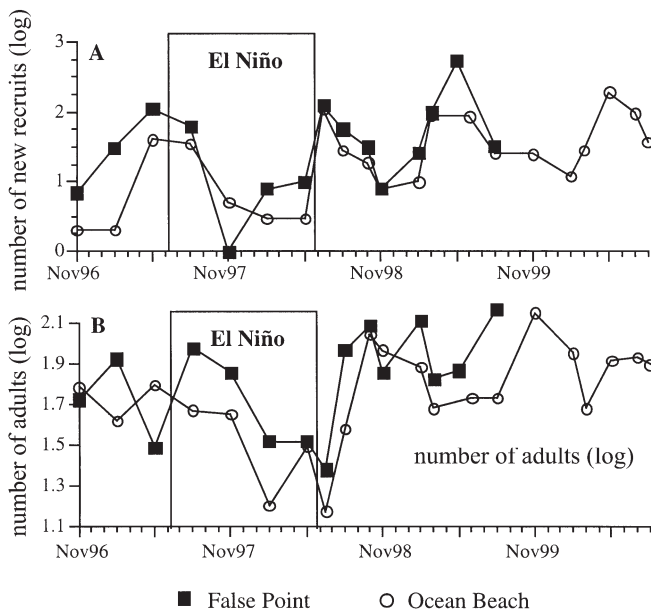 number of new recruits (log)
3
2
1
0
A
El Niño
Nov96 Nov97 Nov98 Nov99
number of adults (log)
2.1
1.9
1.7
1.5
1.3
1.1
B
El Niño
number of adults (log)
Nov96 Nov97 Nov98 Nov99
False Point Ocean Beach